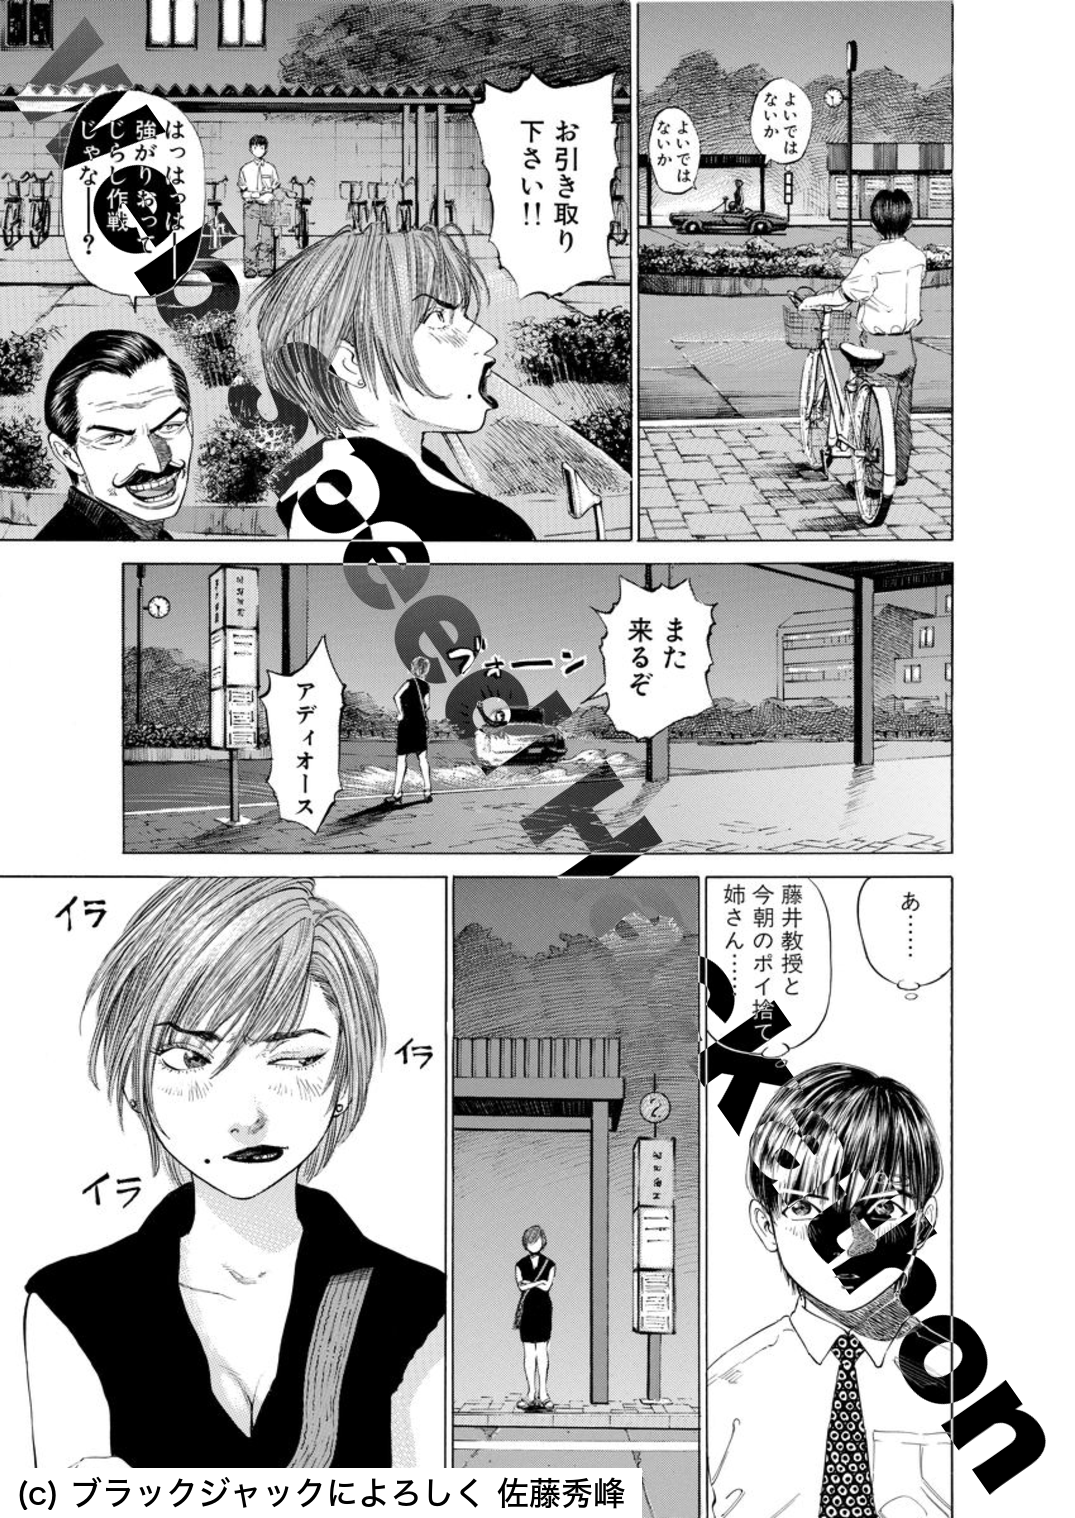 よいでは
ないか
よいでは
ないか
お引き取り
下さい!!
はっはっはー
強がりおって
じらし作戦
じゃなー?
また
来るぞ
ブォーーン
アディオース
あ……
藤井教授と
今朝のポイ捨て
姉さん……
イラ
イラ
イラ
(c) ブラックジャックによろしく 佐藤秀峰